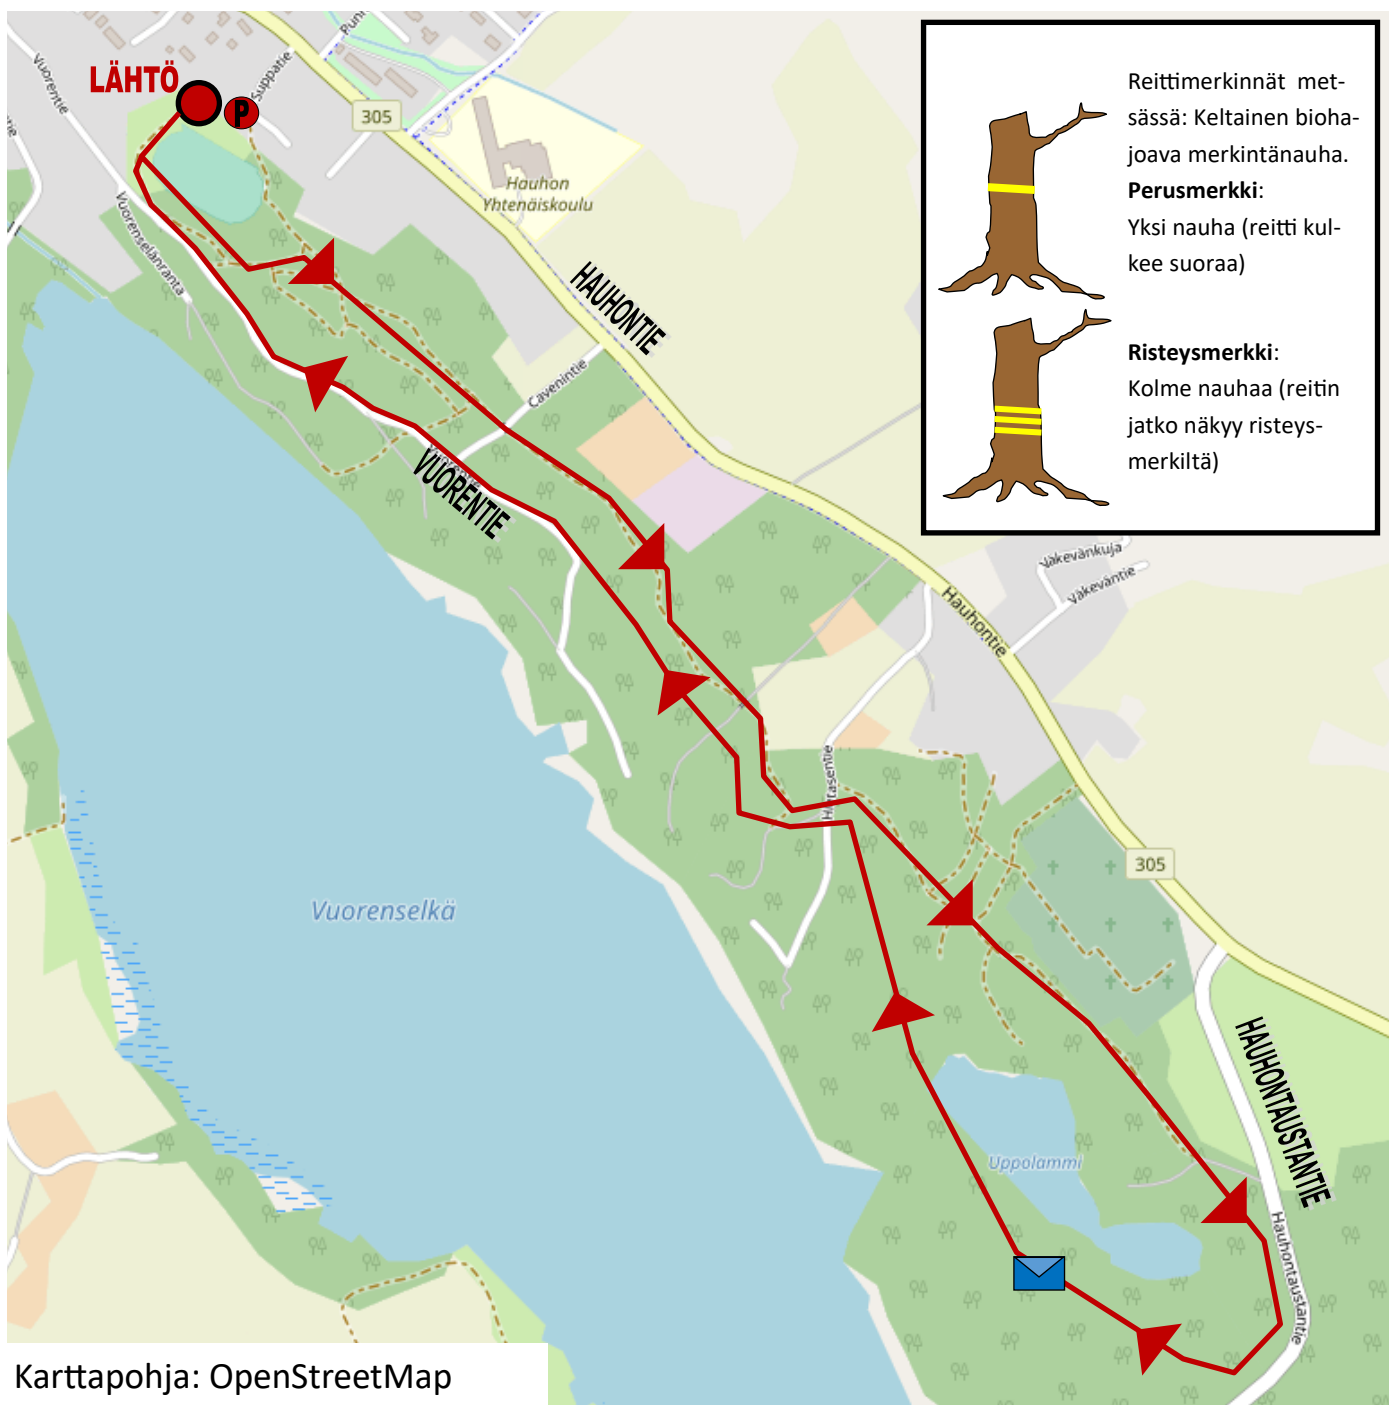 LÄHTÖ
P
Suppatie
Vuorentie
305
Hauhon
Yhtenäiskoulu
Vuorenselänranta
HAUHONTIE
Cavenintie
Vuorentie
VUORENTIE
Reittimerkinnät met-
sässä: Keltainen bioha-
joava merkintänauha.
Perusmerkki:
Yksi nauha (reitti kul-
kee suoraa)
Risteysmerkki:
Kolme nauhaa (reitin
jatko näkyy risteys-
merkiltä)
Väkevänkuja
Väkeväntie
Hauhontie
305
Vuorenselkä
HAUHONTAUSTANTIE
Uppolammi
Hauhontaustantie
Karttapohja: OpenStreetMap